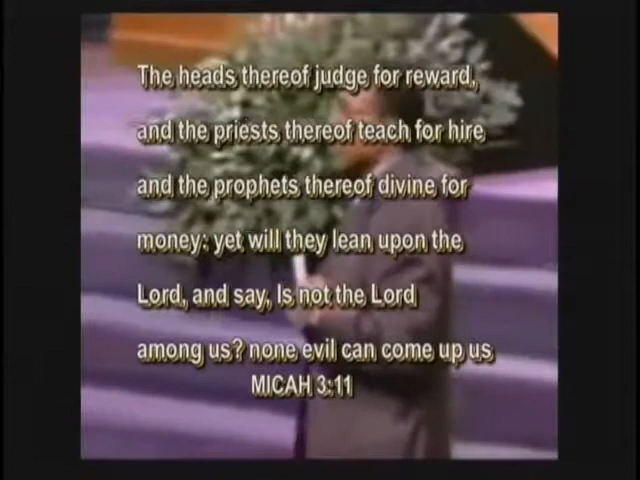 The heads thereof judge for reward,
and the priests thereof teach for hire
and the prophets thereof divine for
money: yet will they lean upon the
Lord, and say, Is not the Lord
among us? none evil can come up us
MICAH 3:11